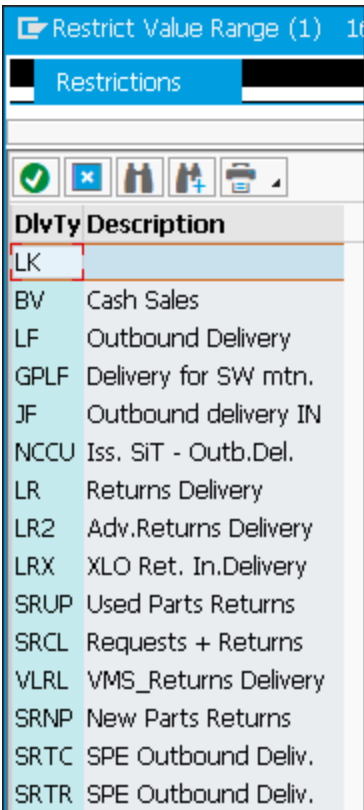 Restrict Value Range (1) 16
Restrictions
DlvTy Description
LK
BV Cash Sales
LF Outbound Delivery
GPLF Delivery for SW mtn.
JF Outbound delivery IN
NCCU Iss. SiT - Outb.Del.
LR Returns Delivery
LR2 Adv.Returns Delivery
LRX XLO Ret. In.Delivery
SRUP Used Parts Returns
SRCL Requests + Returns
VLRL VMS_Returns Delivery
SRNP New Parts Returns
SRTC SPE Outbound Deliv.
SRTR SPE Outbound Deliv.